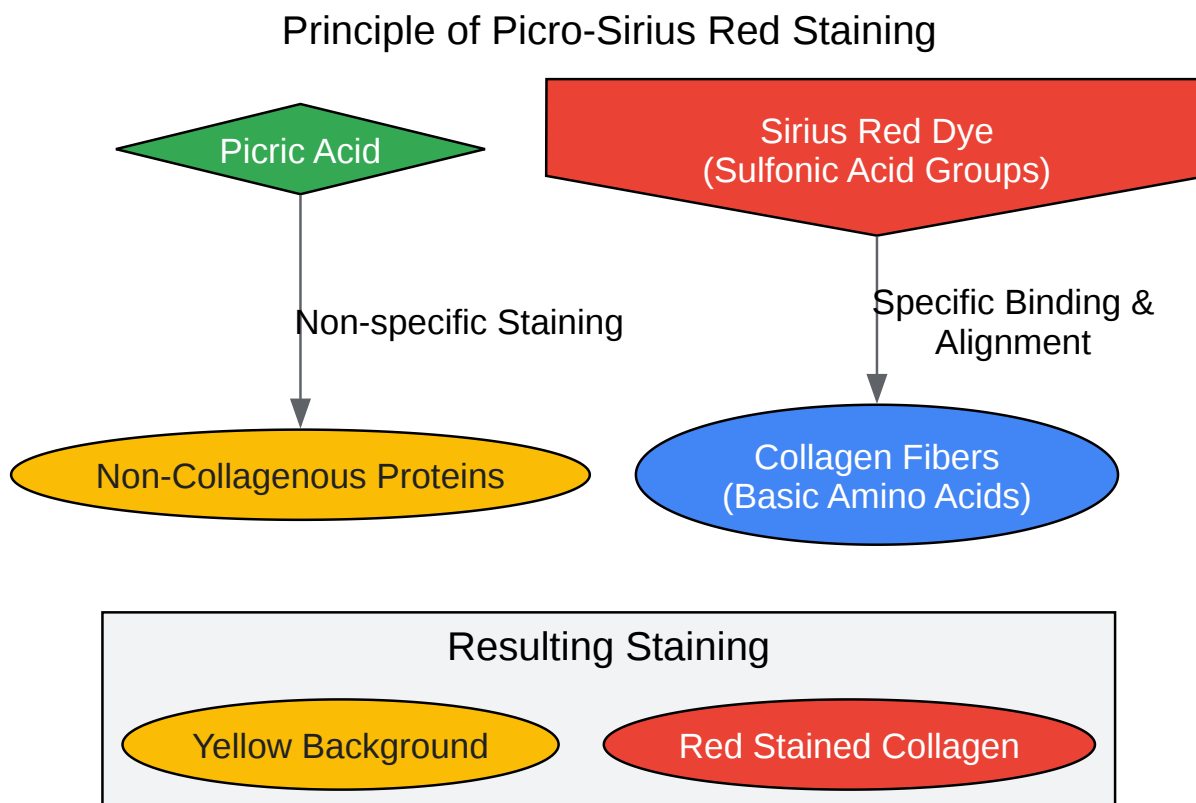 Principle of Picro-Sirius Red Staining
Picric Acid
Sirius Red Dye
(Sulfonic Acid Groups)
Non-specific Staining
Specific Binding &
Alignment
Non-Collagenous Proteins
Collagen Fibers
(Basic Amino Acids)
Resulting Staining
Yellow Background
Red Stained Collagen